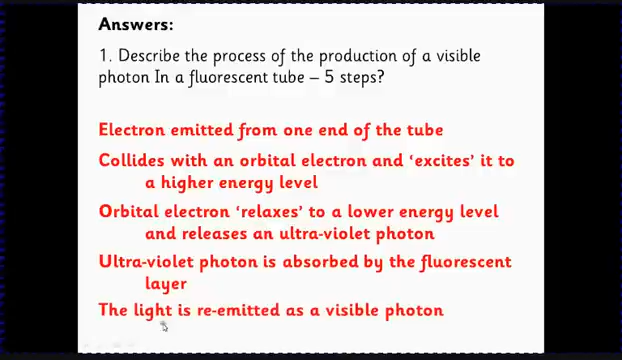 Answers:
1. Describe the process of the production of a visible
photon In a fluorescent tube – 5 steps?
Electron emitted from one end of the tube
Collides with an orbital electron and ‘excites’ it to
a higher energy level
Orbital electron ‘relaxes’ to a lower energy level
and releases an ultra-violet photon
Ultra-violet photon is absorbed by the fluorescent
layer
The light is re-emitted as a visible photon